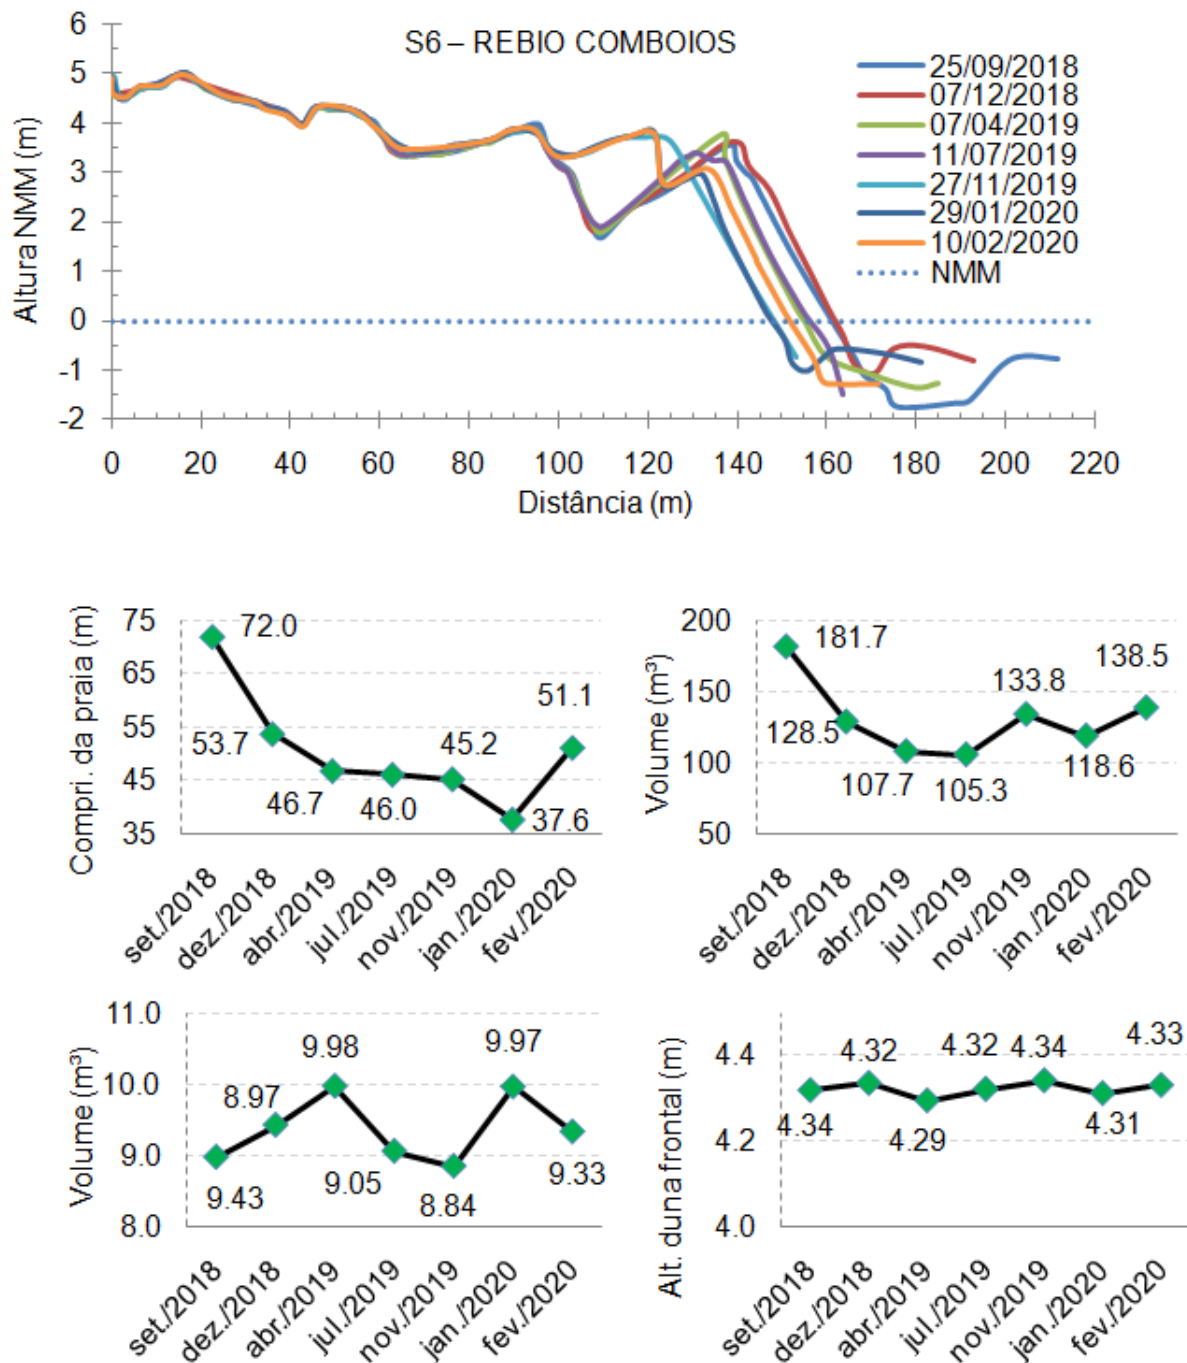 S6 – REBIO COMBOIOS
Altura NMM (m)
6
5
4
3
2
1
0
-1
-2
25/09/2018
07/12/2018
07/04/2019
11/07/2019
27/11/2019
29/01/2020
10/02/2020
NMM
0 20 40 60 80 100 120 140 160 180 200 220
Distância (m)
Compri. da praia (m)
75
65
55
45
35
72.0
53.7
46.7
46.0
45.2
37.6
51.1
set./2018
dez./2018
abr./2019
jul./2019
nov./2019
jan./2020
fev./2020
Volume (m³)
200
150
100
50
181.7
128.5
107.7
105.3
133.8
118.6
138.5
set./2018
dez./2018
abr./2019
jul./2019
nov./2019
jan./2020
fev./2020
Volume (m³)
11.0
10.0
9.0
8.0
9.43
8.97
9.98
9.05
8.84
9.97
9.33
set./2018
dez./2018
abr./2019
jul./2019
nov./2019
jan./2020
fev./2020
Alt. duna frontal (m)
4.4
4.2
4.0
4.34
4.32
4.29
4.32
4.34
4.31
4.33
set./2018
dez./2018
abr./2019
jul./2019
nov./2019
jan./2020
fev./2020